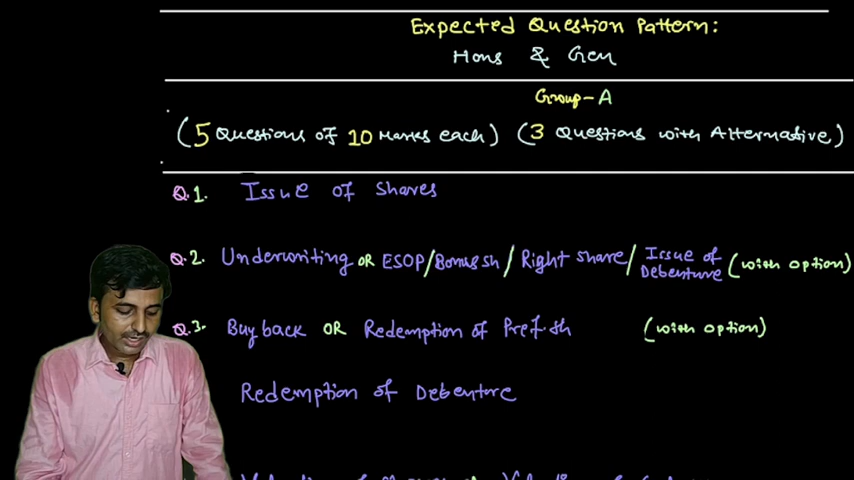 Expected Question Pattern:
Hons & Gen
Group-A
(5 Questions of 10 Marks each) (3 Questions with Alternative)
Q.1. Issue of Shares
Q.2. Underwriting OR ESOP/Bonus sh/Right share/Issue of Debenture (with option)
Q.3. Buy back OR Redemption of Pref sh (with option)
Redemption of Debenture